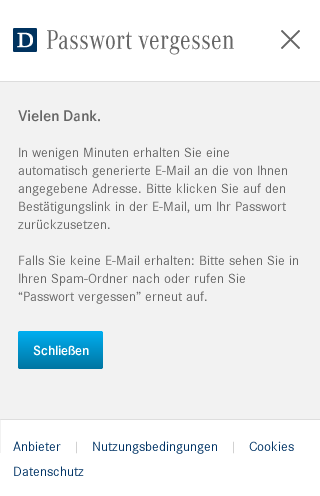 D Passwort vergessen
Vielen Dank.
In wenigen Minuten erhalten Sie eine
automatisch generierte E-Mail an die von Ihnen
angegebene Adresse. Bitte klicken Sie auf den
Bestätigungslink in der E-Mail, um Ihr Passwort
zurückzusetzen.
Falls Sie keine E-Mail erhalten: Bitte sehen Sie in
Ihren Spam-Ordner nach oder rufen Sie
“Passwort vergessen” erneut auf.
Schließen
Anbieter | Nutzungsbedingungen | Cookies
Datenschutz